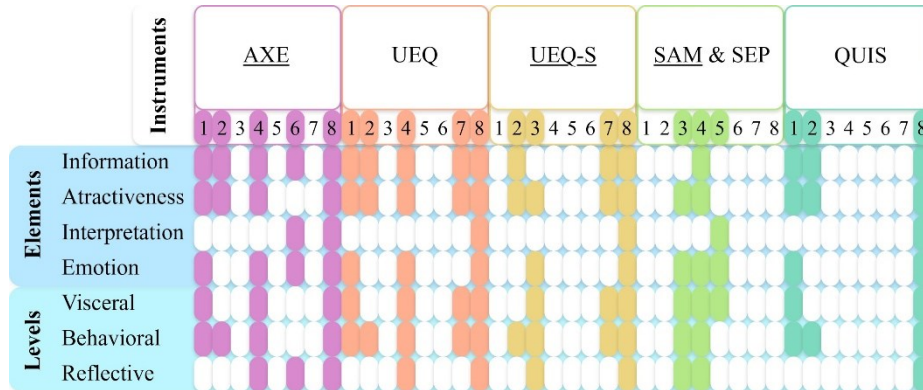 Instruments
AXE
UEQ
UEQ-S
SAM & SEP
QUIS
1 2 3 4 5 6 7 8 1 2 3 4 5 6 7 8 1 2 3 4 5 6 7 8 1 2 3 4 5 6 7 8 1 2 3 4 5 6 7 8
Elements
Information
Atractiveness
Interpretation
Emotion
Levels
Visceral
Behavioral
Reflective